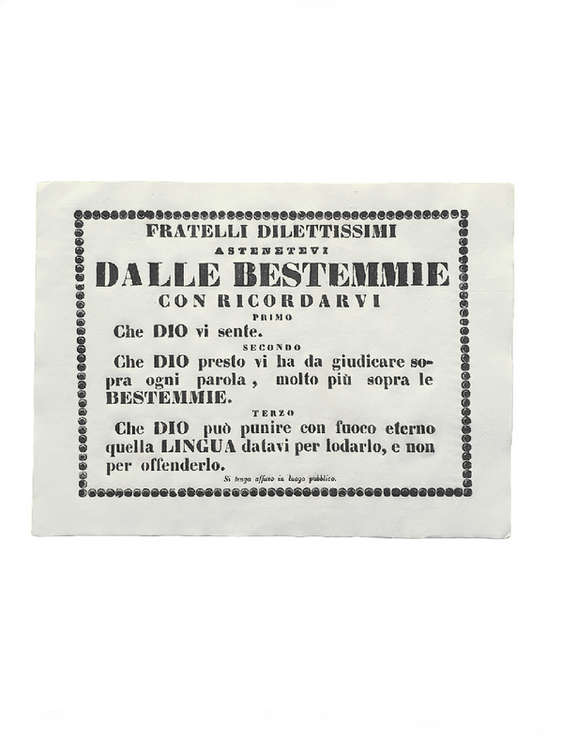 FRATELLI DILETTISSIMI
ASTENETEVI
DALLE BESTEMMIE
CON RICORDARVI
PRIMO
Che DIO vi sente.
SECONDO
Che DIO presto vi ha da giudicare so-
pra ogni parola, molto più sopra le
BESTEMMIE.
TERZO
Che DIO può punire con fuoco eterno
quella LINGUA datavi per lodarlo, e non
per offenderlo.
Si tenga affisso in luogo pubblico.